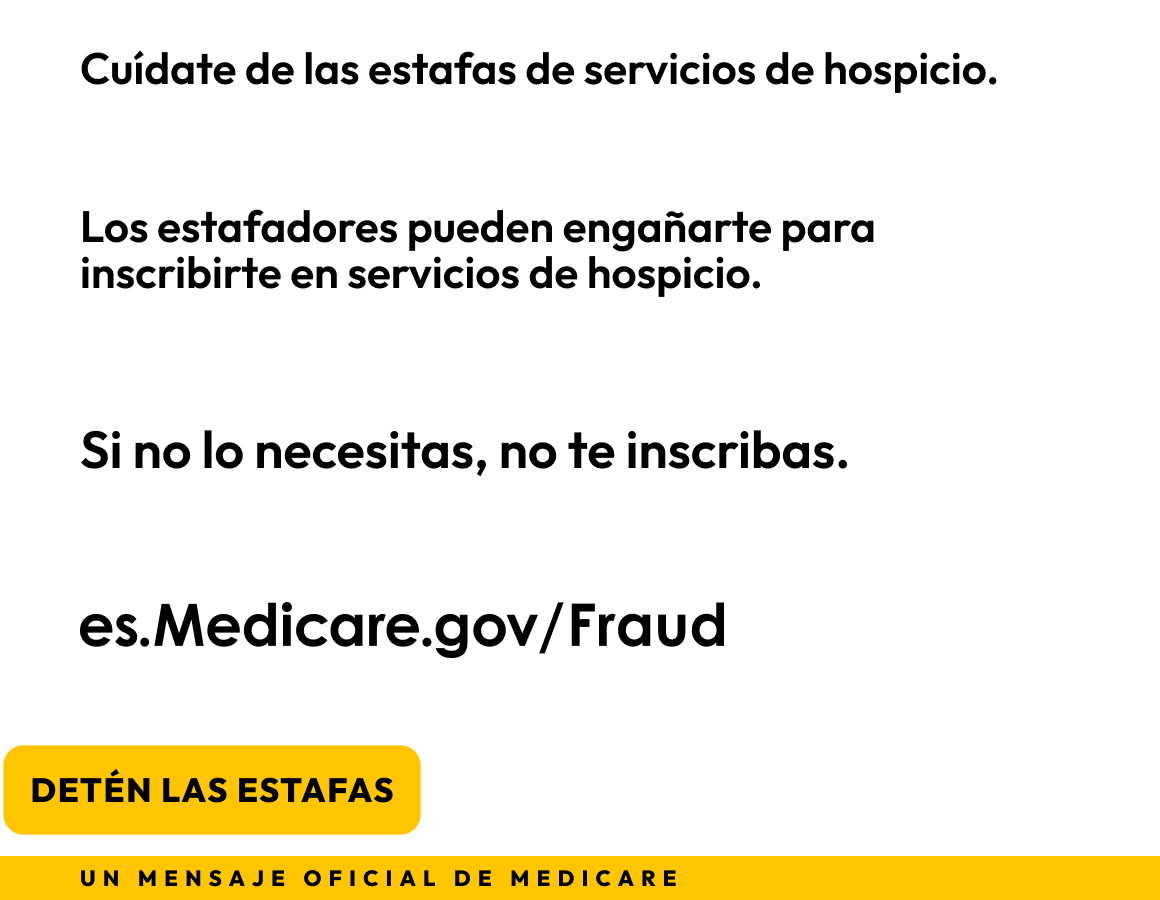 Cuídate de las estafas de servicios de hospicio.
Los estafadores pueden engañarte para
inscribirte en servicios de hospicio.
Si no lo necesitas, no te inscribas.
es.Medicare.gov/Fraud
DETÉN LAS ESTAFAS
UN MENSAJE OFICIAL DE MEDICARE